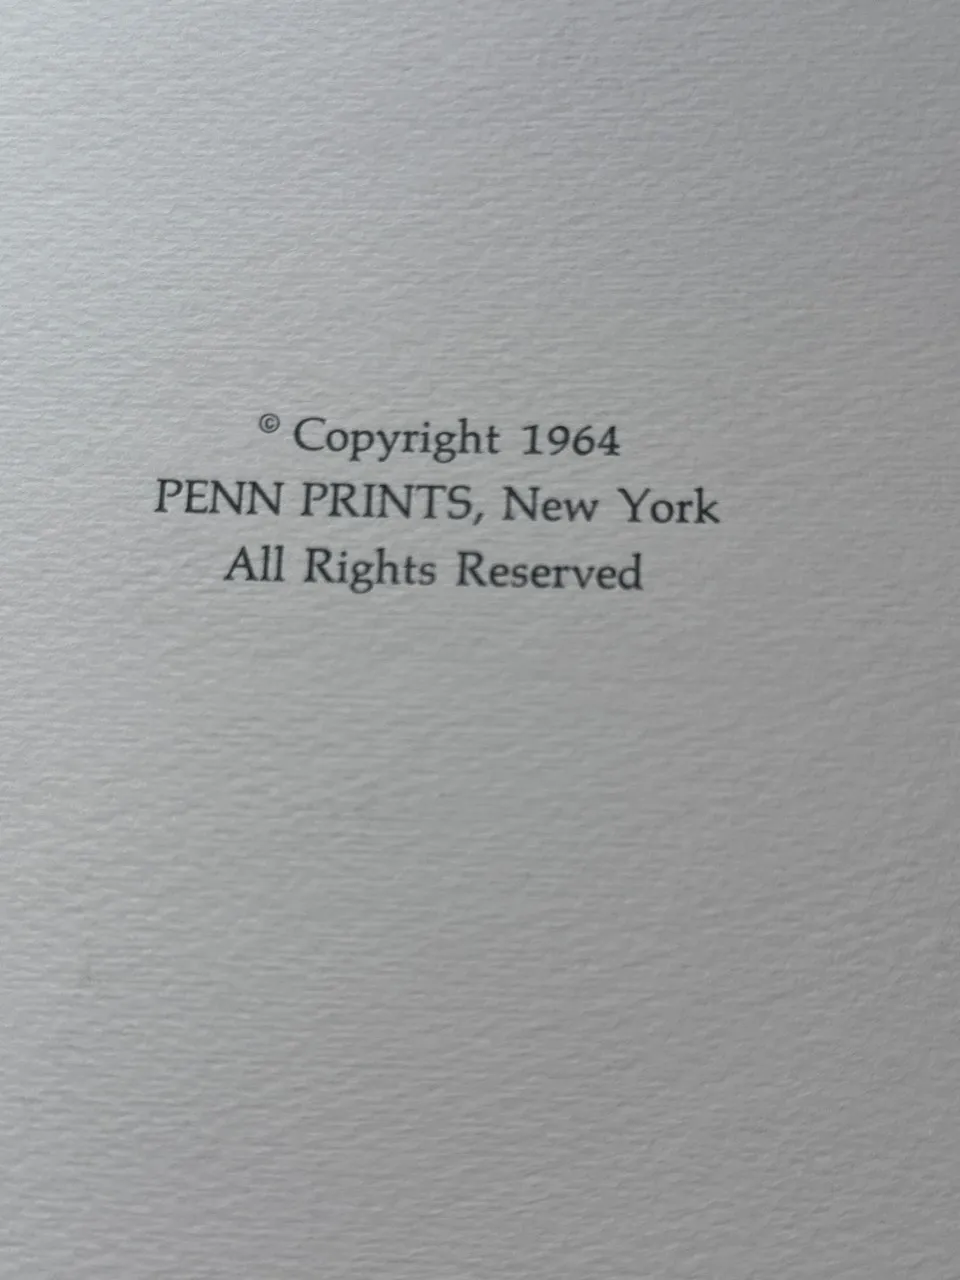 © Copyright 1964
PENN PRINTS, New York
All Rights Reserved